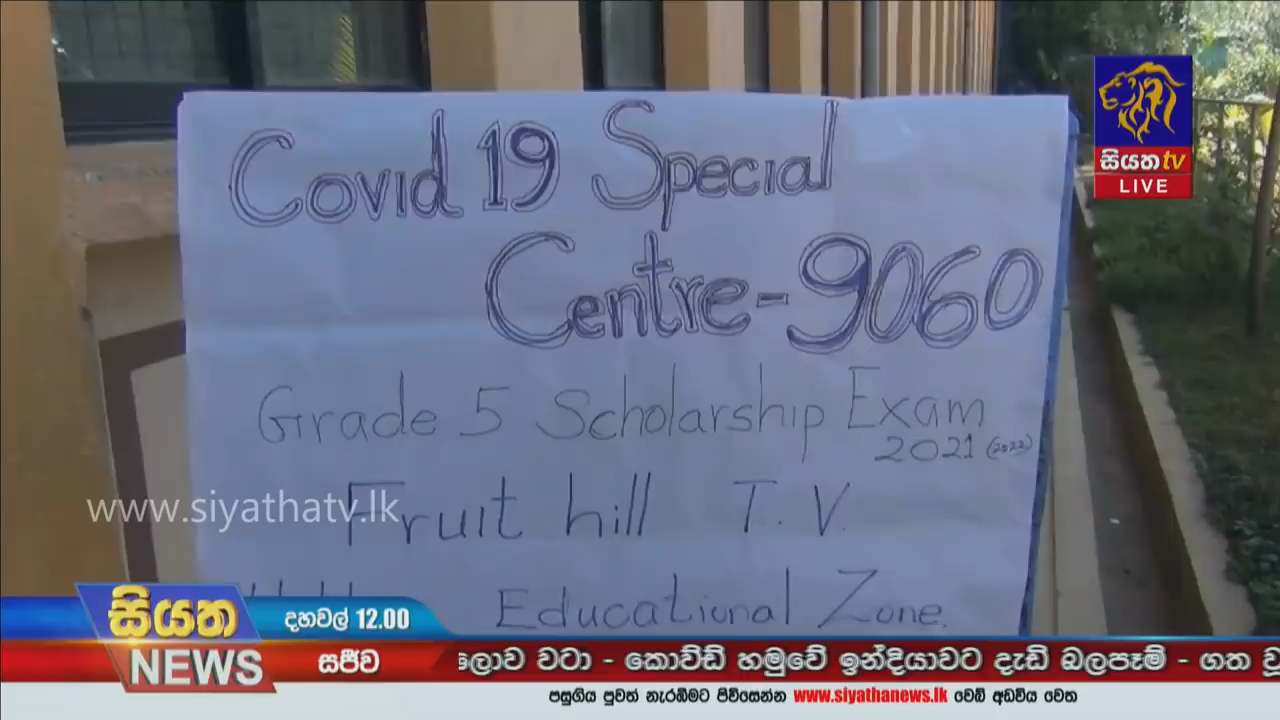 Covid 19 Special
Centre-9060
Grade 5 Scholarship Exam
2021 (2022)
Fruit hill T.V.
Educational Zone.
www.siyathatv.lk
සියත tv
LIVE
සියත
NEWS
දහවල් 12.00
සජීව
ලොව වටා - කොවිඩ් හමුවේ ඉන්දියාවට දැඩි බලපෑම් - ගත වූ
පසුගිය පුවත් නැරඹීමට පිවිසෙන්න www.siyathanews.lk වෙබ් අඩවිය වෙත